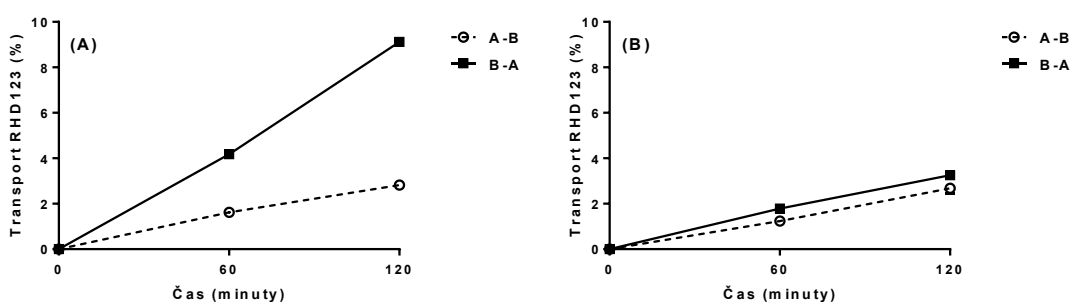 (A)
Transport RHD123 (%)
10
8
6
4
2
0
0
60
120
Čas (minuty)
A-B
B-A
(B)
Transport RHD123 (%)
10
8
6
4
2
0
0
60
120
Čas (minuty)
A-B
B-A